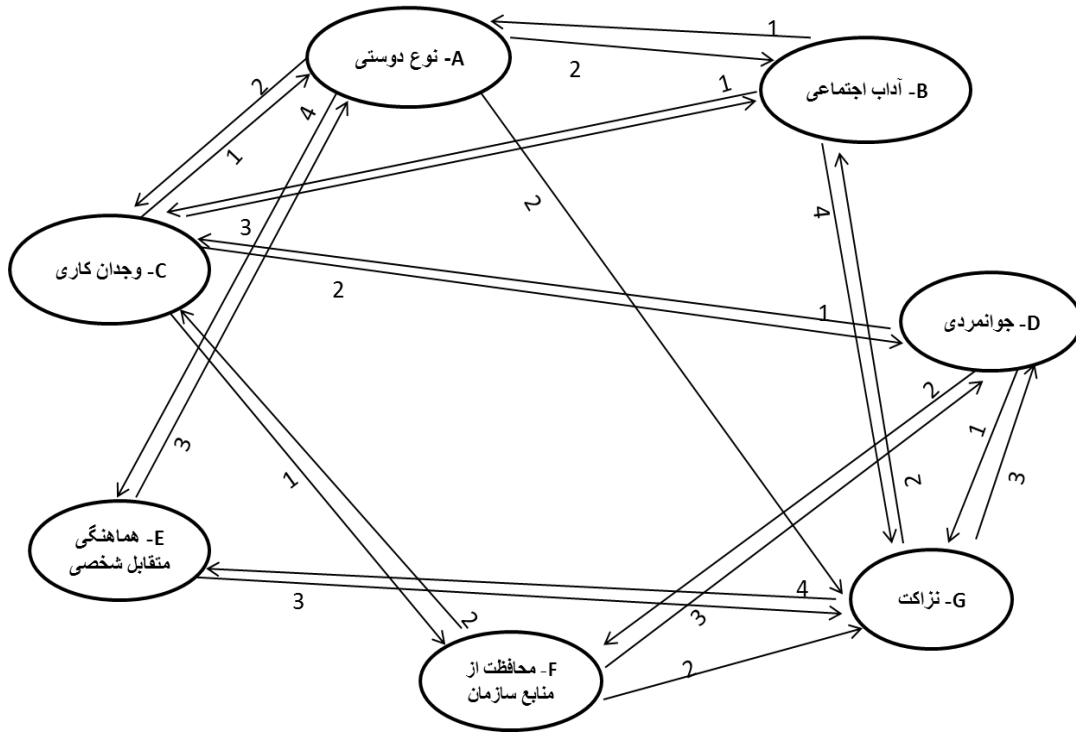 1
A- نوع دوستی
2
B- آداب اجتماعی
2
1
4
1
2
4
3
C- وجدان کاری
2
1
D- جوانمردی
2
3
1
3
2
1
E- هماهنگی
متقابل شخصی
4
3
G- نزاکت
3
2
2
F- محافظت از
منابع سازمان